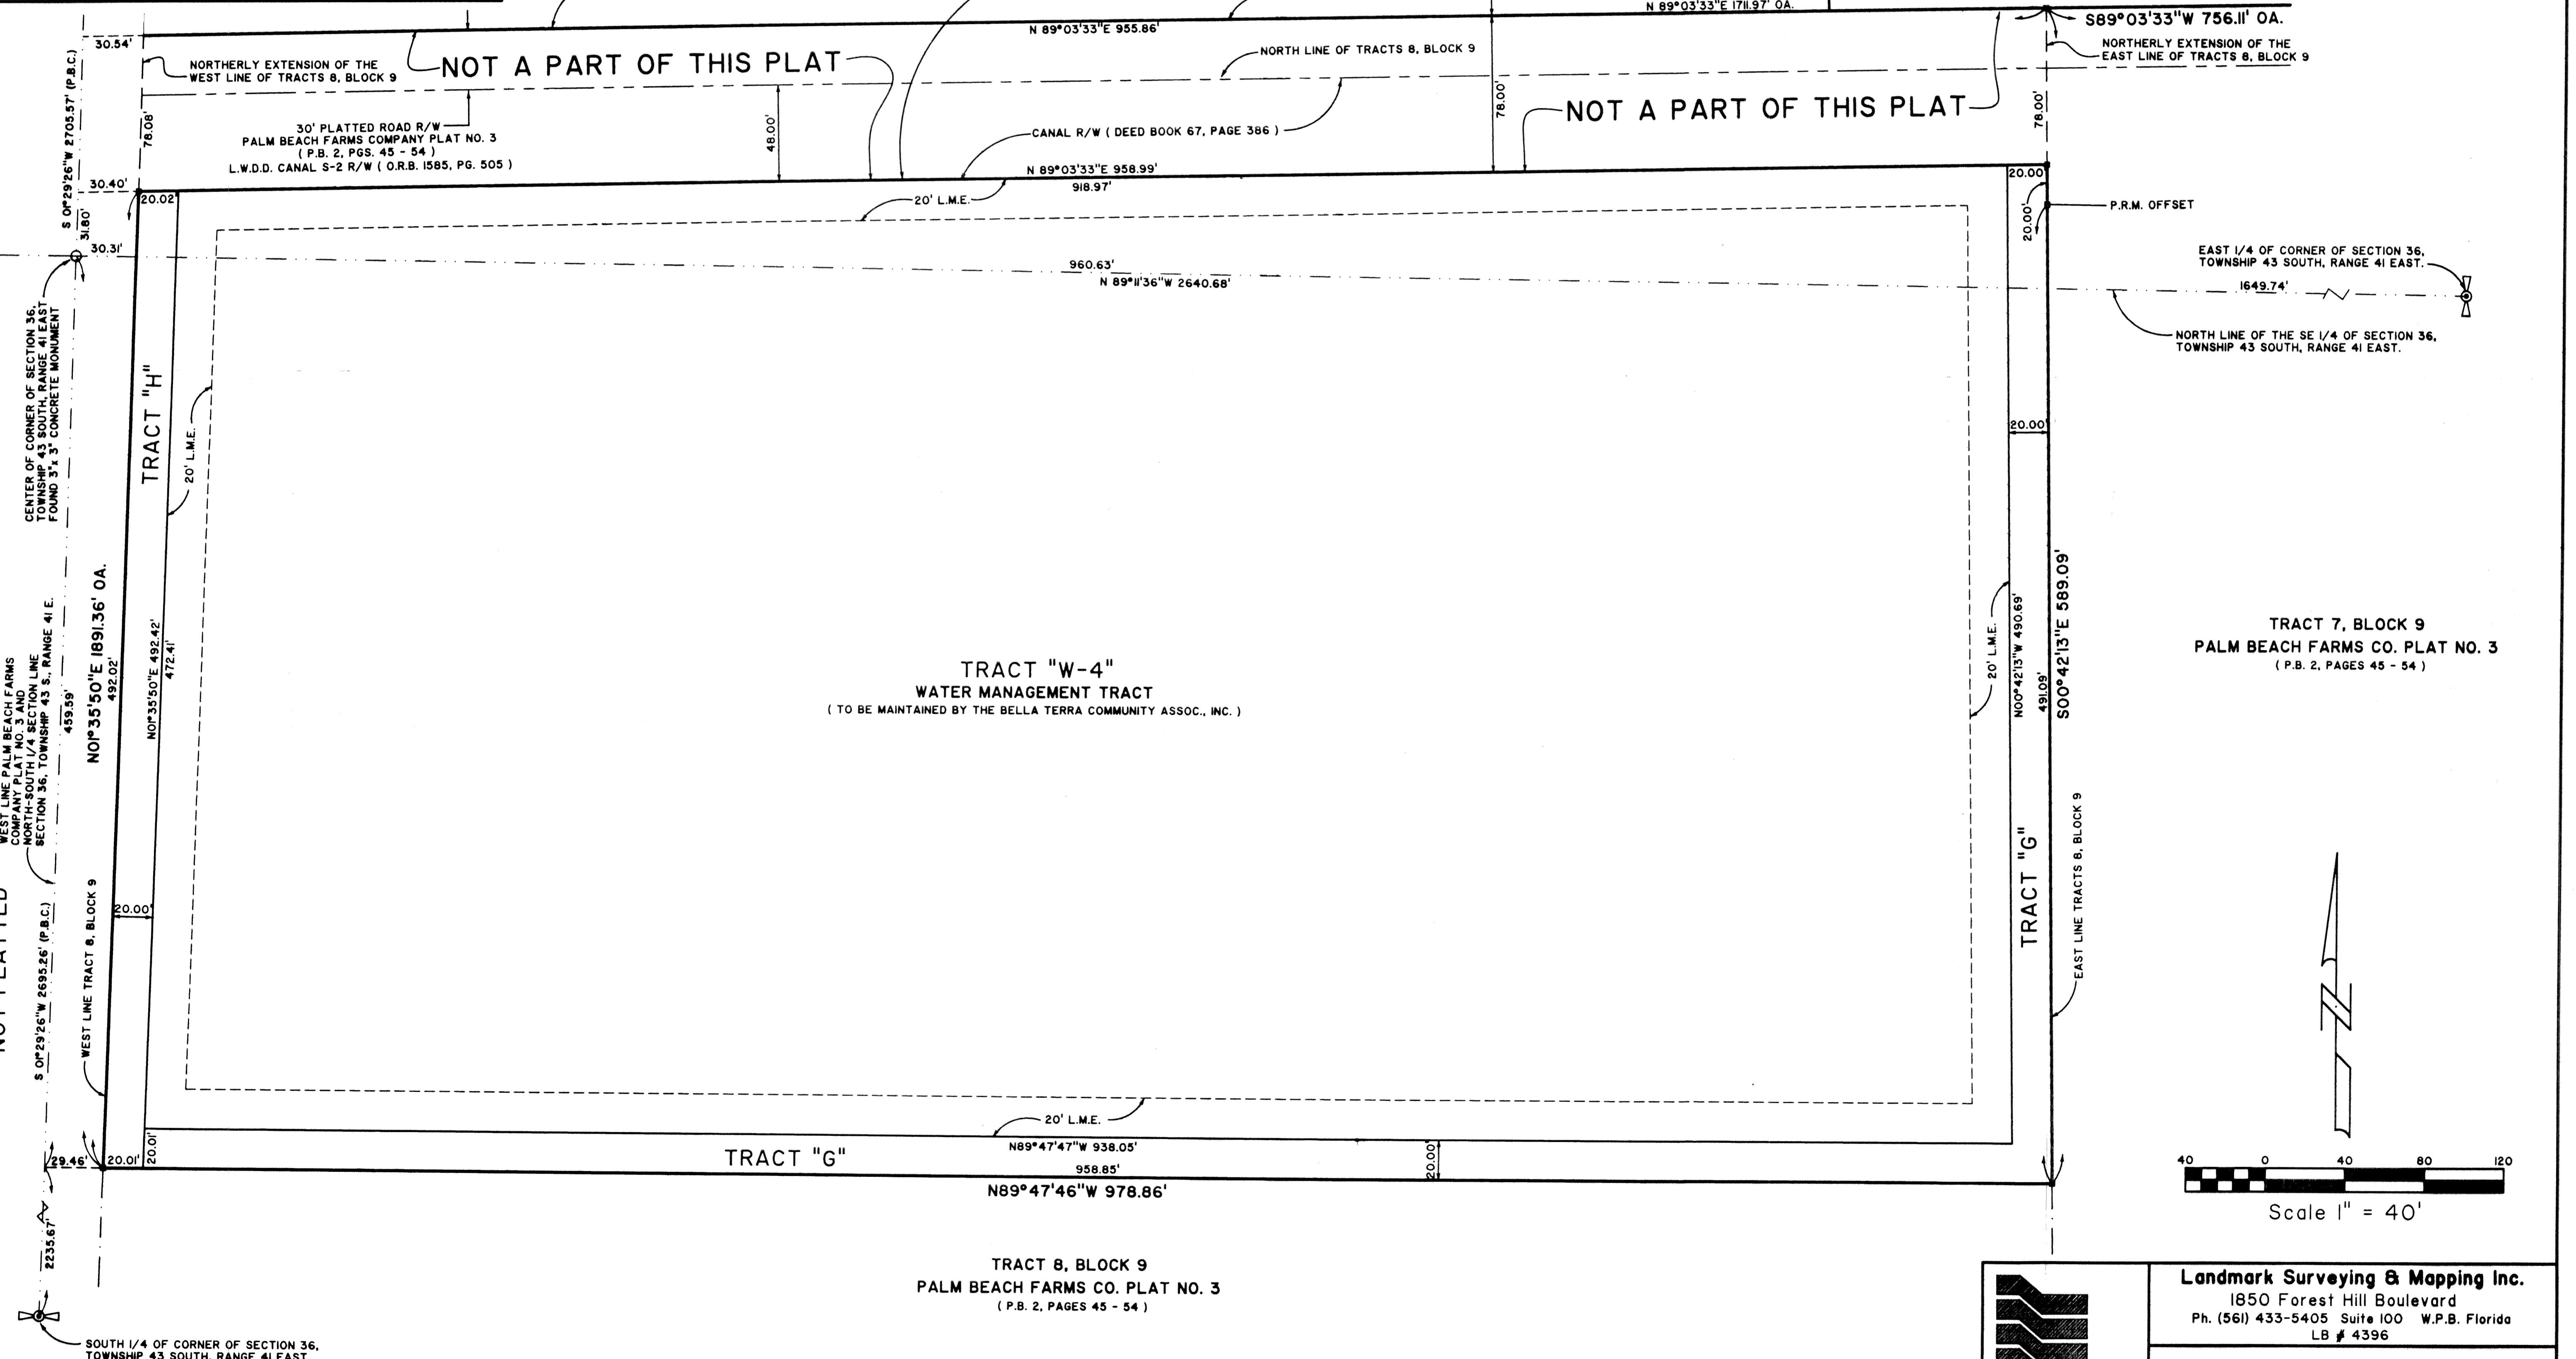 N 89°03'33"E 1711.97' OA.
S89°03'33"W 756.11' OA.
30.54'
N 89°03'33"E 955.86'
NORTHERLY EXTENSION OF THE
WEST LINE OF TRACTS 8, BLOCK 9
NOT A PART OF THIS PLAT
NORTH LINE OF TRACTS 8, BLOCK 9
NORTHERLY EXTENSION OF THE
EAST LINE OF TRACTS 8, BLOCK 9
S 01°29'26"W 2705.57' (P.B.C.)
78.08'
30' PLATTED ROAD R/W
PALM BEACH FARMS COMPANY PLAT NO. 3
( P.B. 2, PGS. 45 - 54 )
L.W.D.D. CANAL S-2 R/W ( O.R.B. 1585, PG. 505 )
48.00'
CANAL R/W ( DEED BOOK 67, PAGE 386 )
78.00'
NOT A PART OF THIS PLAT
78.00'
30.40'
20.02'
N 89°03'33"E 958.99'
918.97'
20' L.M.E.
20.00'
20.00'
P.R.M. OFFSET
31.80'
30.31'
960.63'
N 89°11'36"W 2640.68'
EAST 1/4 OF CORNER OF SECTION 36,
TOWNSHIP 43 SOUTH, RANGE 41 EAST.
1649.74'
NORTH LINE OF THE SE 1/4 OF SECTION 36,
TOWNSHIP 43 SOUTH, RANGE 41 EAST.
CENTER OF CORNER OF SECTION 36,
TOWNSHIP 43 SOUTH, RANGE 41 EAST
FOUND 3"x 3" CONCRETE MONUMENT
TRACT "H"
20' L.M.E.
20.00'
WEST LINE PALM BEACH FARMS
COMPANY PLAT NO. 3 AND
NORTH-SOUTH 1/4 SECTION LINE
SECTION 36, TOWNSHIP 43 S., RANGE 41 E.
459.59'
N01°35'50"E 1891.36' OA.
492.02'
N01°35'50"E 492.42'
472.41'
TRACT "W-4"
WATER MANAGEMENT TRACT
( TO BE MAINTAINED BY THE BELLA TERRA COMMUNITY ASSOC., INC. )
20' L.M.E.
N00°42'13"W 490.69'
491.09'
S00°42'13"E 589.09'
TRACT 7, BLOCK 9
PALM BEACH FARMS CO. PLAT NO. 3
( P.B. 2, PAGES 45 - 54 )
NOT PLATTED
S 01°29'26"W 2695.26' (P.B.C.)
WEST LINE TRACT 8, BLOCK 9
20.00'
TRACT "G"
EAST LINE TRACTS 8, BLOCK 9
20' L.M.E.
29.46'
20.01'
20.01'
TRACT "G"
N89°47'47"W 938.05'
958.85'
20.00'
N89°47'46"W 978.86'
2235.67'
40 0 40 80 120
Scale 1" = 40'
TRACT 8, BLOCK 9
PALM BEACH FARMS CO. PLAT NO. 3
( P.B. 2, PAGES 45 - 54 )
SOUTH 1/4 OF CORNER OF SECTION 36,
TOWNSHIP 43 SOUTH, RANGE 41 EAST
Landmark Surveying & Mapping Inc.
1850 Forest Hill Boulevard
Ph. (561) 433-5405 Suite 100 W.P.B. Florida
LB # 4396